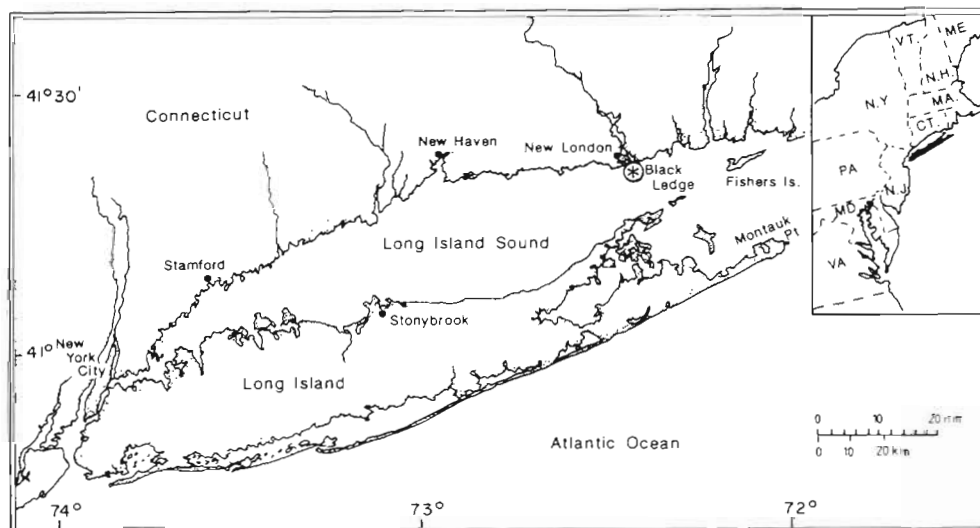 41°30'
Connecticut
New Haven
New London
Black
Ledge
Fishers Is.
Long Island Sound
Montauk
Pt.
Stamford
Stonybrook
41°
New
York
City
Long Island
Atlantic Ocean
74°
73°
72°
VT.
ME
N.H.
N.Y
MA.
CT.
PA
N.J.
MD.
VA
0 10 20 mm
0 10 20 km